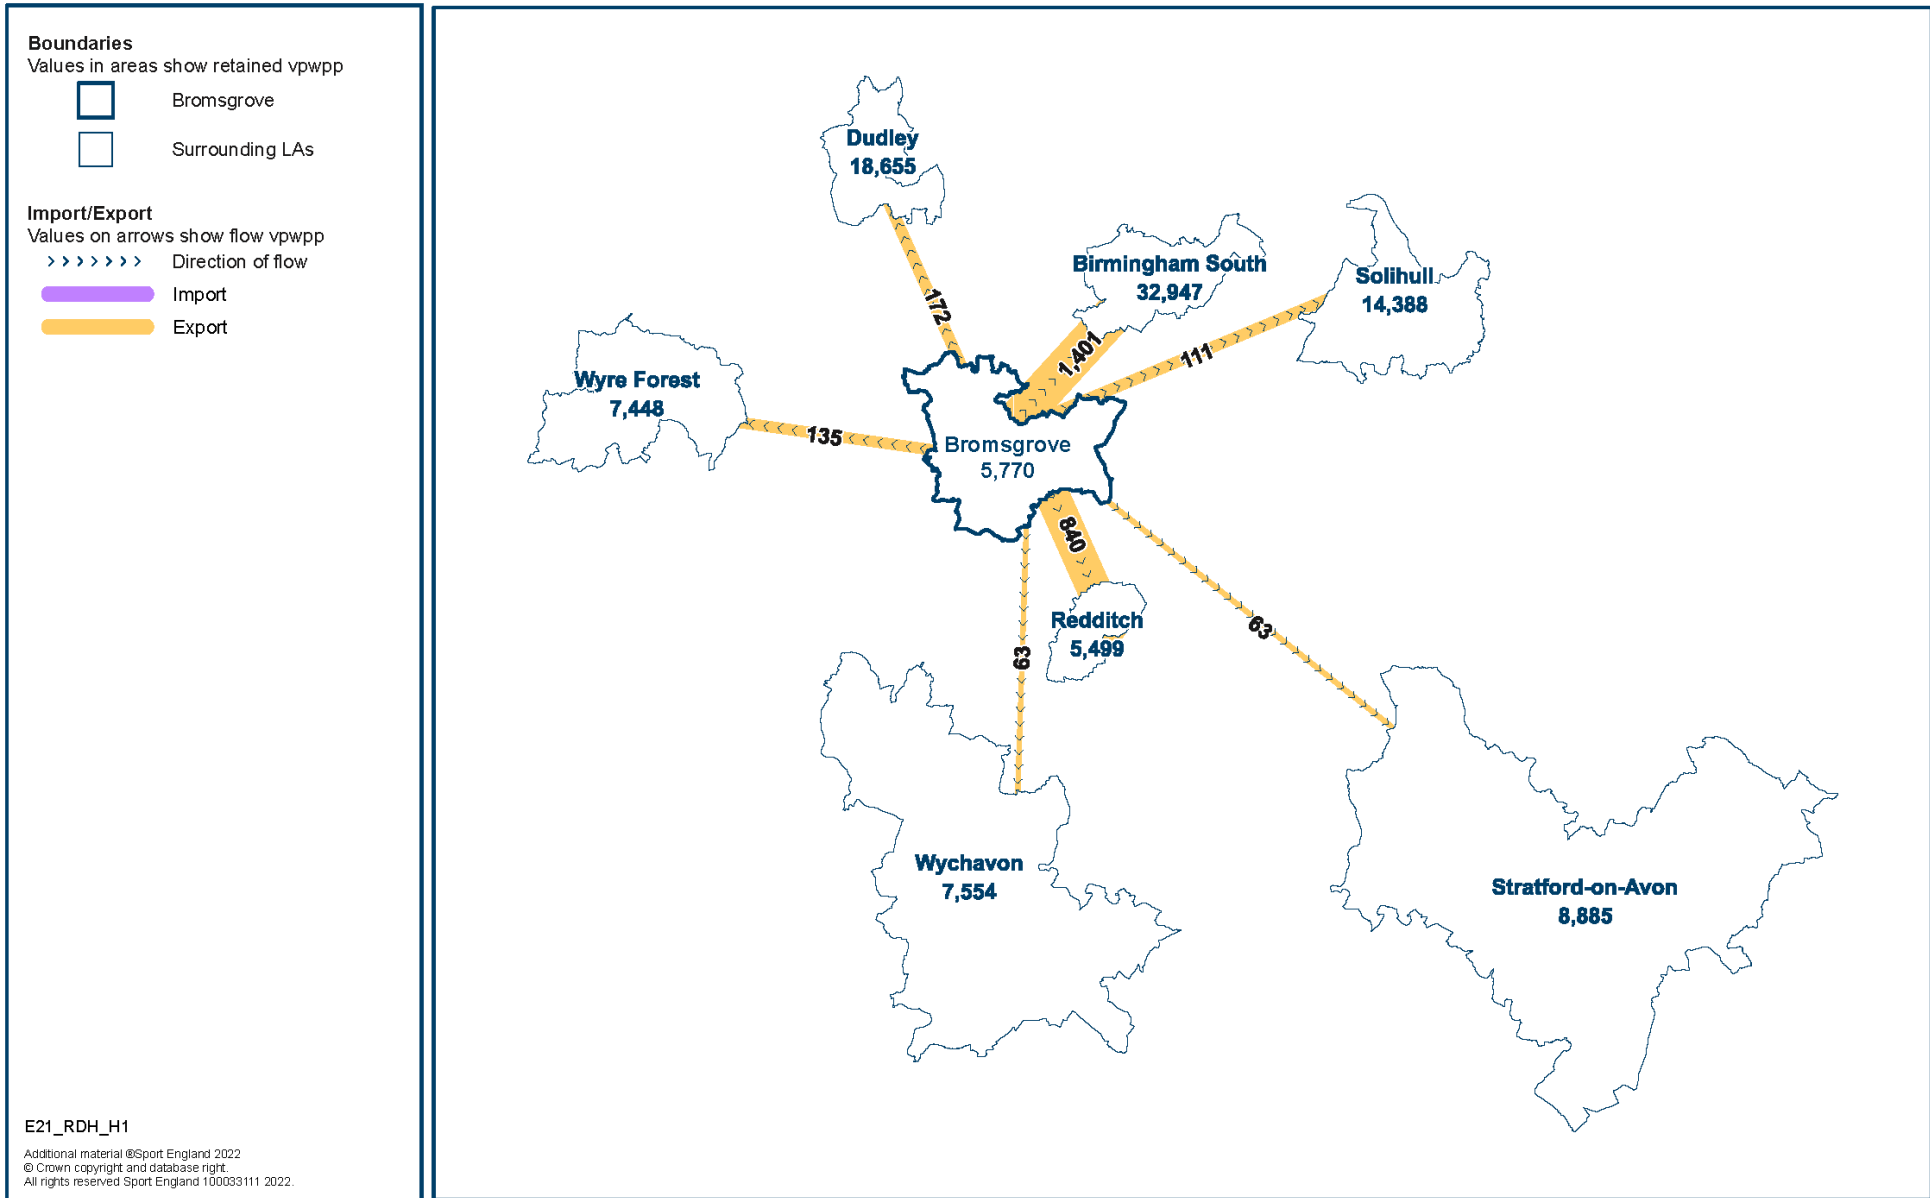 Boundaries
Values in areas show retained vpwpp
Bromsgrove
Surrounding LAs
Import/Export
Values on arrows show flow vpwpp
Direction of flow
Import
Export
E21_RDH_H1
Additional material ®Sport England 2022
© Crown copyright and database right.
All rights reserved Sport England 100033111 2022.
Dudley
18,655
Birmingham South
32,947
Solihull
14,388
172
1,401
111
Wyre Forest
7,448
135
Bromsgrove
5,770
840
Redditch
5,499
63
63
Wychavon
7,554
Stratford-on-Avon
8,885